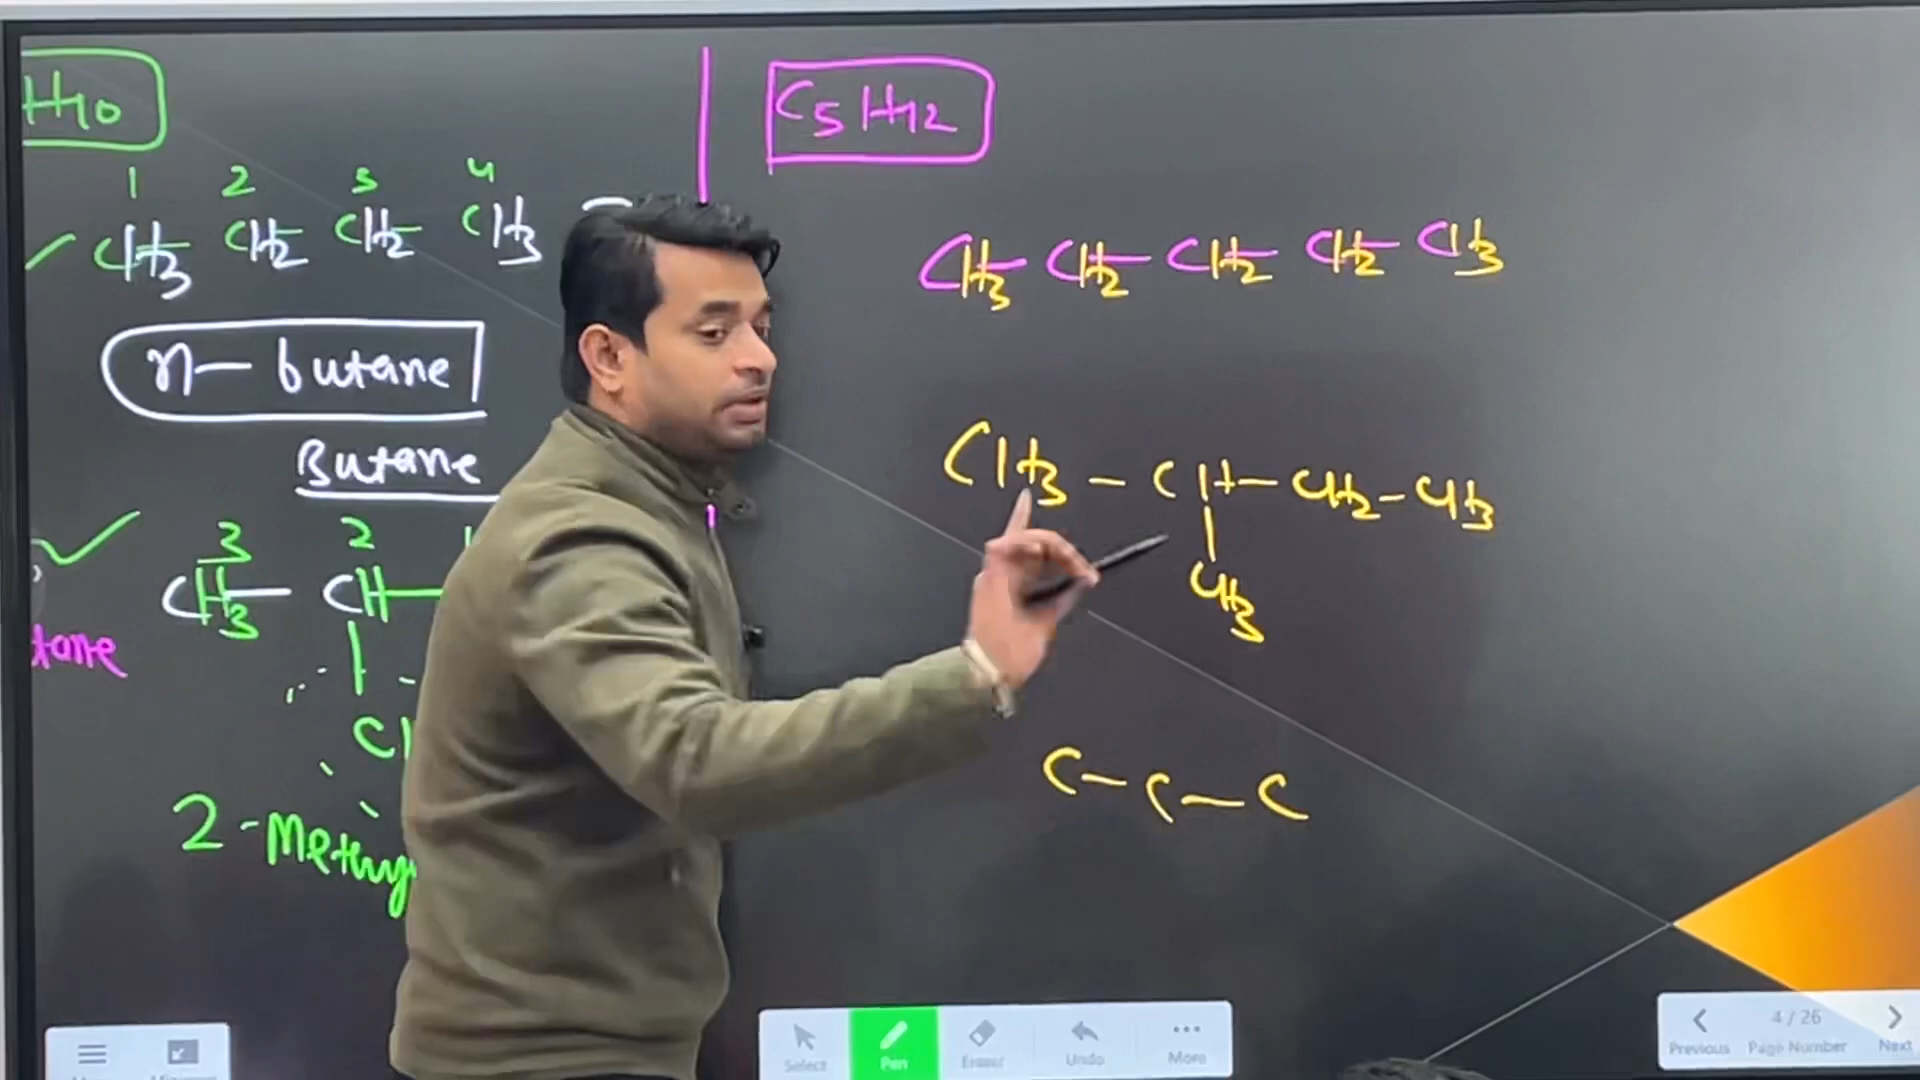 H10
1 2 3 4
CH3 CH2 CH2 CH3
n- butane
Butane
3 2 1
CH3 - CH -
tane
2-Methy
C5H12
CH3 - CH2 - CH2 - CH2 - CH3
CH3 - CH - CH2 - CH3
CH3
C - C - C
Select Pen Eraser Undo More
Previous 4 / 26 Page Number Next